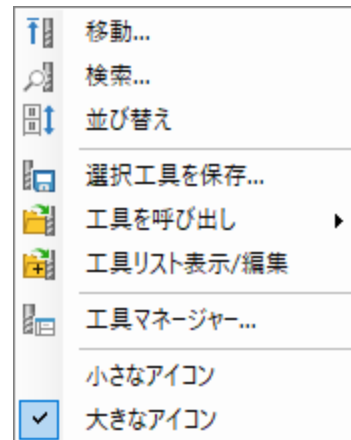 移動...
検索...
並び替え
選択工具を保存...
工具を呼び出し
工具リスト表示/編集
工具マネージャー...
小さなアイコン
大きなアイコン